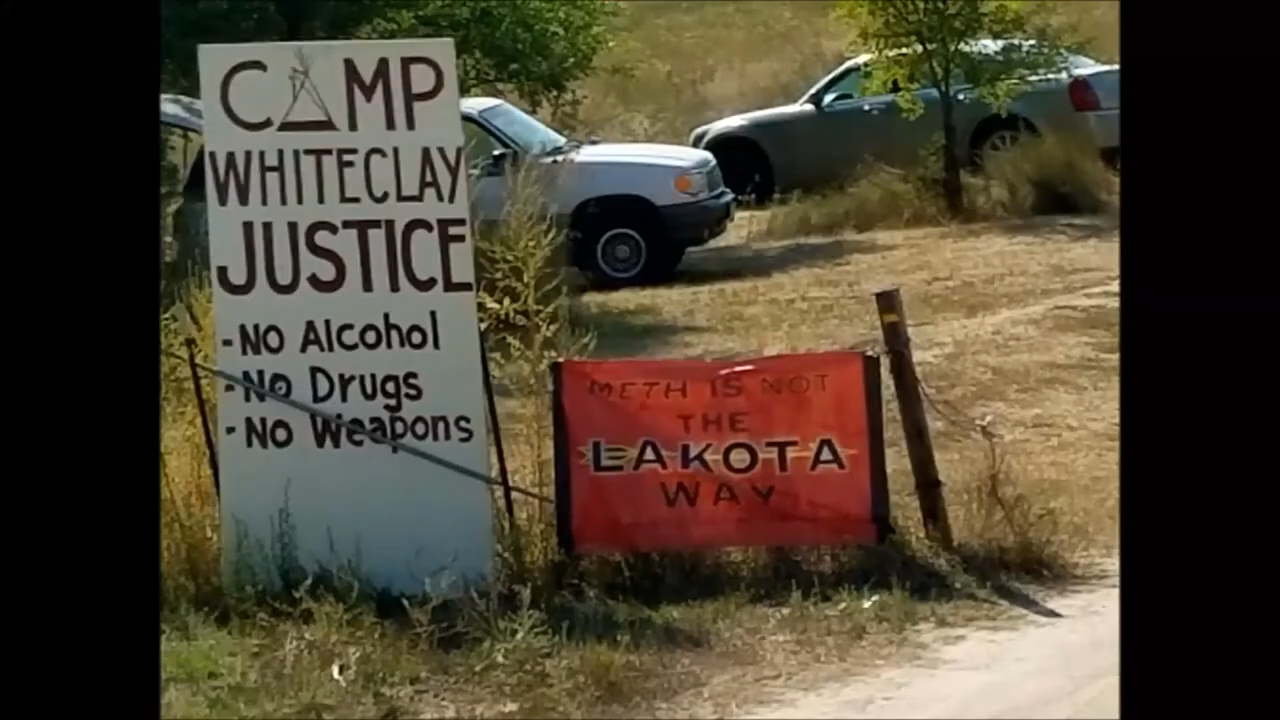 CAMP
WHITECLAY
JUSTICE
- No Alcohol
- No Drugs
- No Weapons
METH IS NOT
THE
LAKOTA
WAY